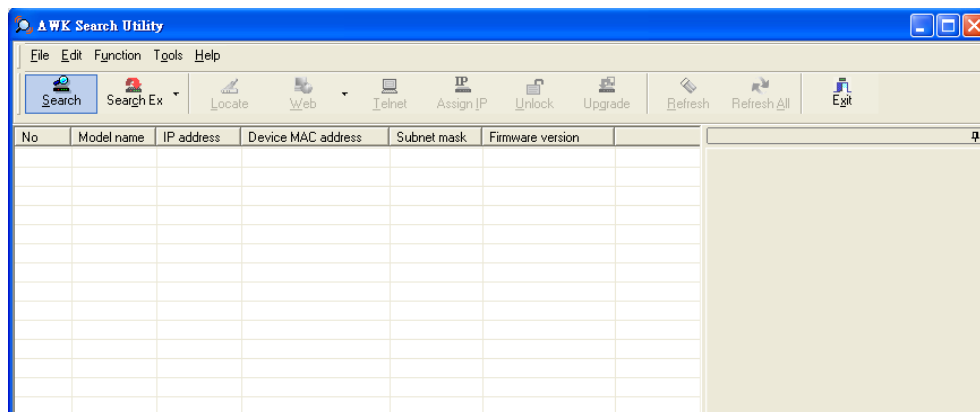 AWK Search Utility
File Edit Function Tools Help
Search Search Ex Locate Web Telnet IP Assign IP Unlock Upgrade Refresh Refresh All Exit
No Model name IP address Device MAC address Subnet mask Firmware version